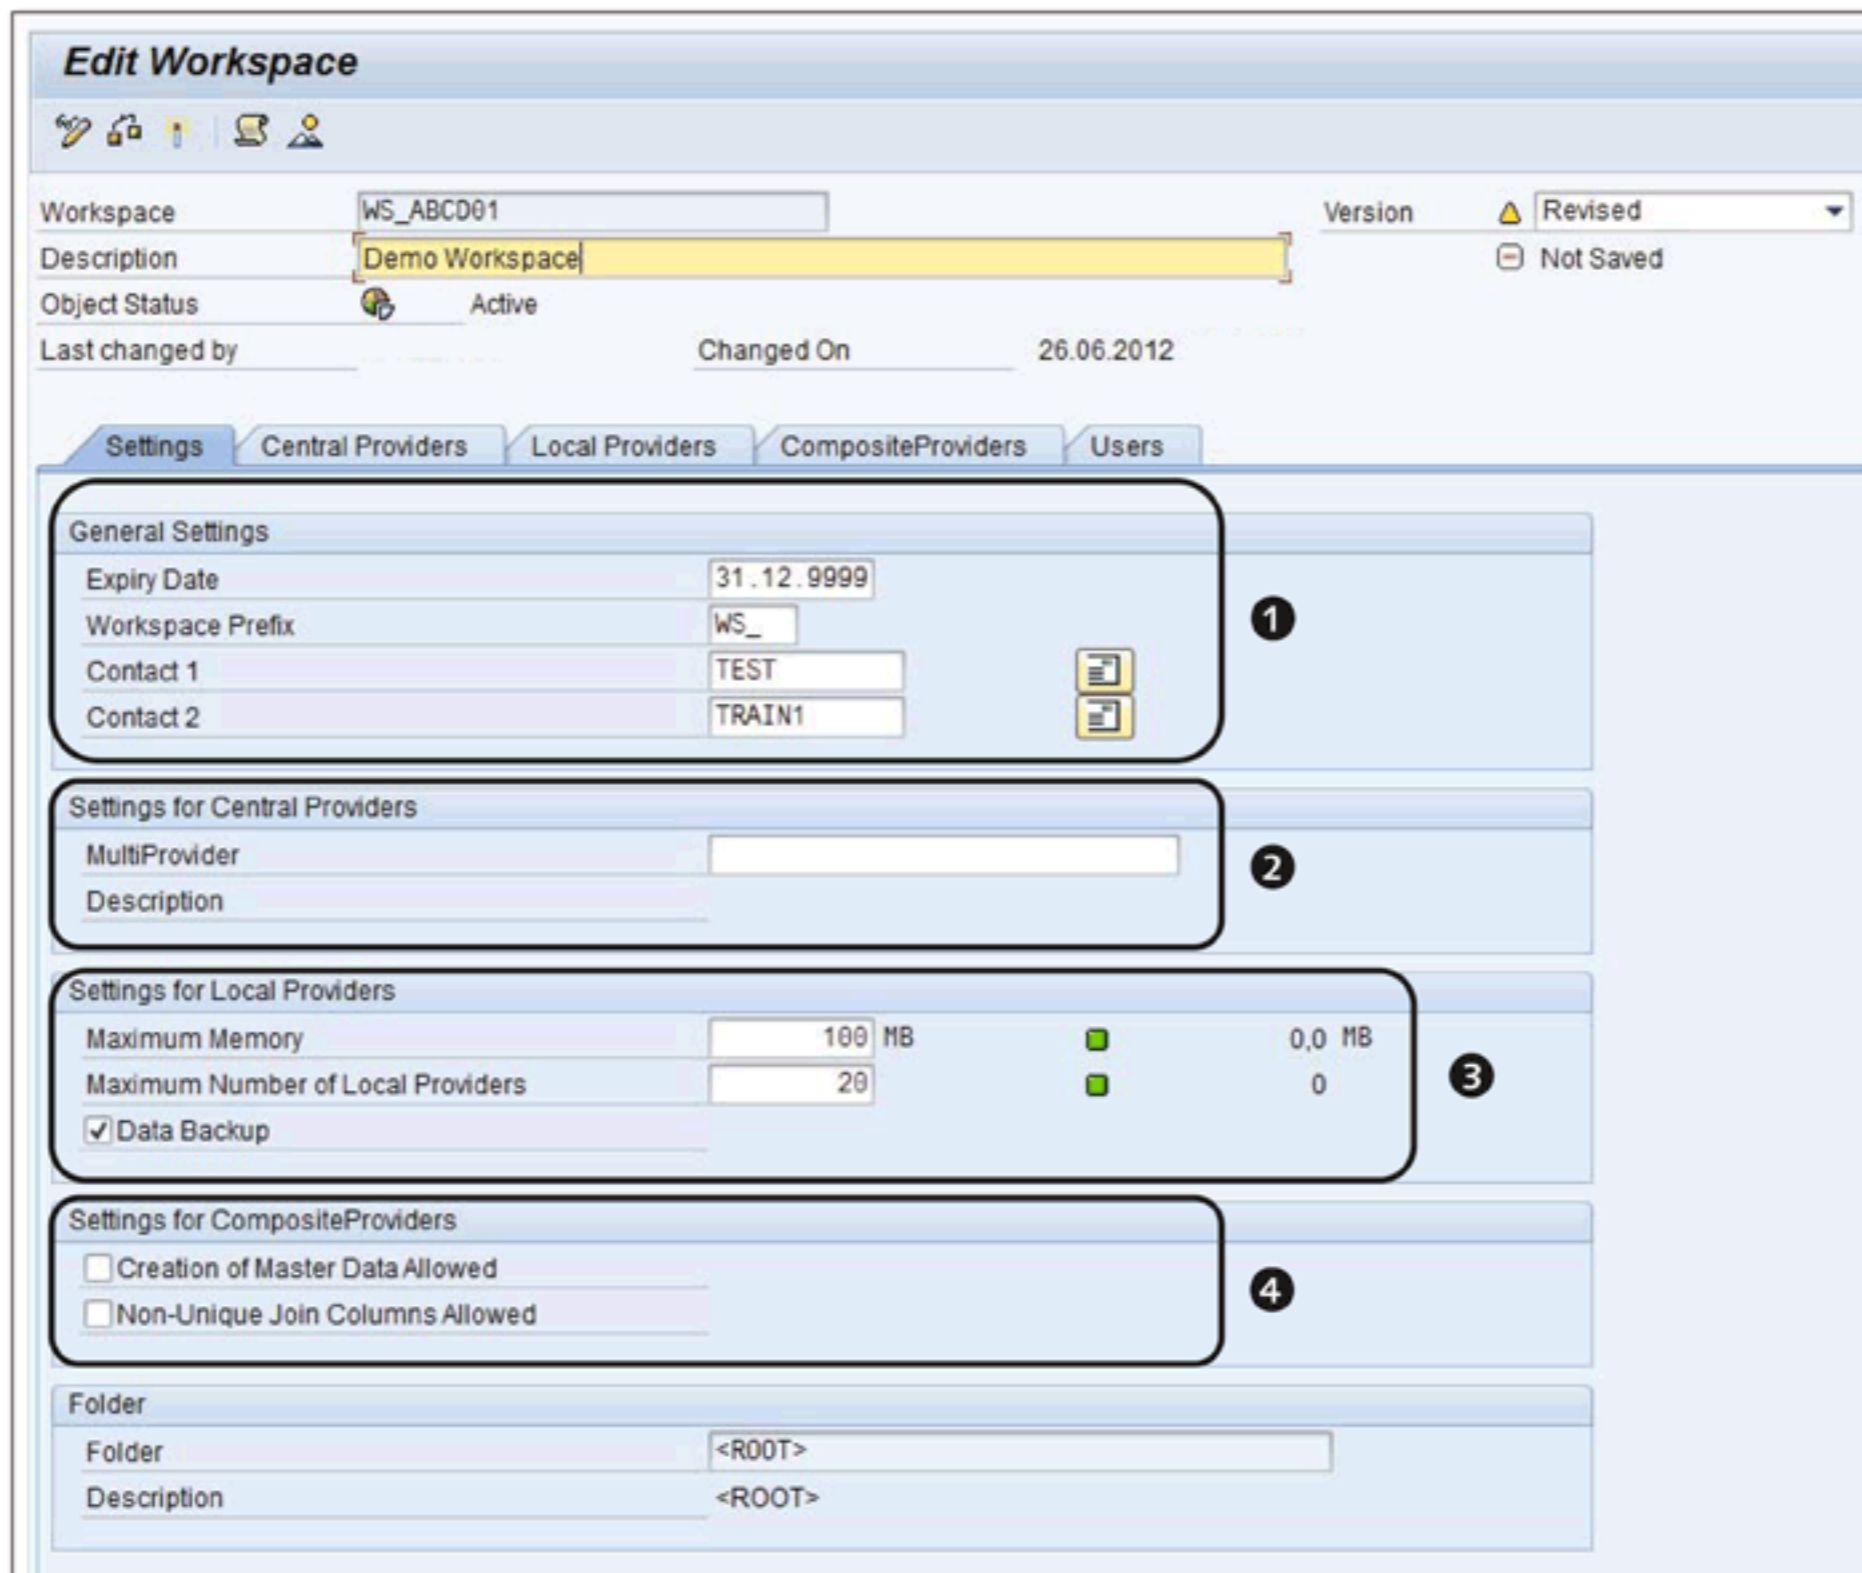 Edit Workspace
Workspace WS_ABCD01 Version Revised
Description Demo Workspace Not Saved
Object Status Active
Last changed by Changed On 26.06.2012
Settings Central Providers Local Providers CompositeProviders Users
General Settings
Expiry Date 31.12.9999
Workspace Prefix WS_
1
Contact 1 TEST
Contact 2 TRAIN1
Settings for Central Providers
MultiProvider
2
Description
Settings for Local Providers
Maximum Memory 100 MB 0,0 MB
3
Maximum Number of Local Providers 20 0
Data Backup
Settings for CompositeProviders
Creation of Master Data Allowed
4
Non-Unique Join Columns Allowed
Folder
Folder <ROOT>
Description <ROOT>